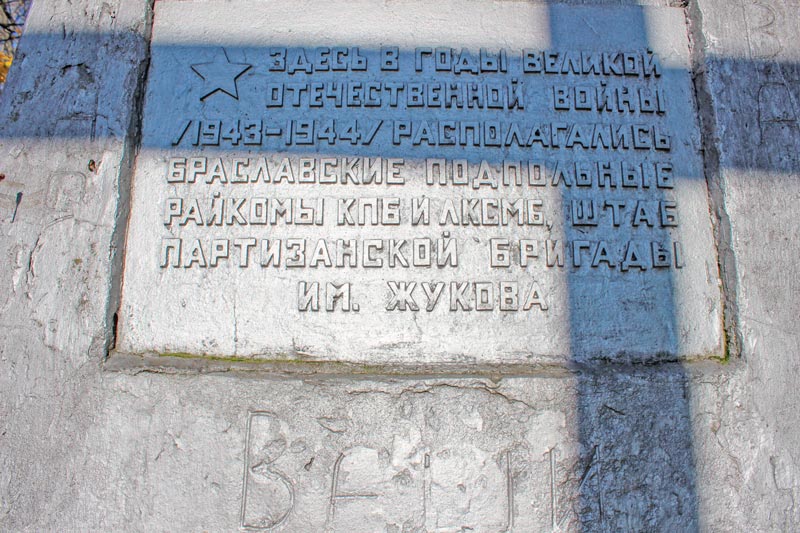 ЗДЕСЬ В ГОДЫ ВЕЛИКОЙ
ОТЕЧЕСТВЕННОЙ ВОЙНЫ
/1943-1944/ РАСПОЛАГАЛИСЬ
БРАСЛАВСКИЕ ПОДПОЛЬНЫЕ
РАЙКОМЫ КПБ И ЛКСМБ, ШТАБ
ПАРТИЗАНСКОЙ БРИГАДЫ
ИМ. ЖУКОВА